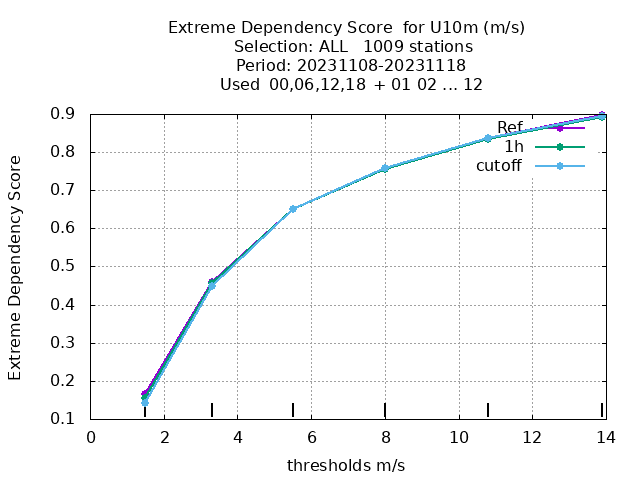 Extreme Dependency Score  for U10m (m/s)
Selection: ALL   1009 stations
Period: 20231108-20231118
Used  00,06,12,18  + 01 02 ... 12
Extreme Dependency Score
0.9
0.8
0.7
0.6
0.5
0.4
0.3
0.2
0.1
Ref
1h
cutoff
0 2 4 6 8 10 12 14
thresholds m/s